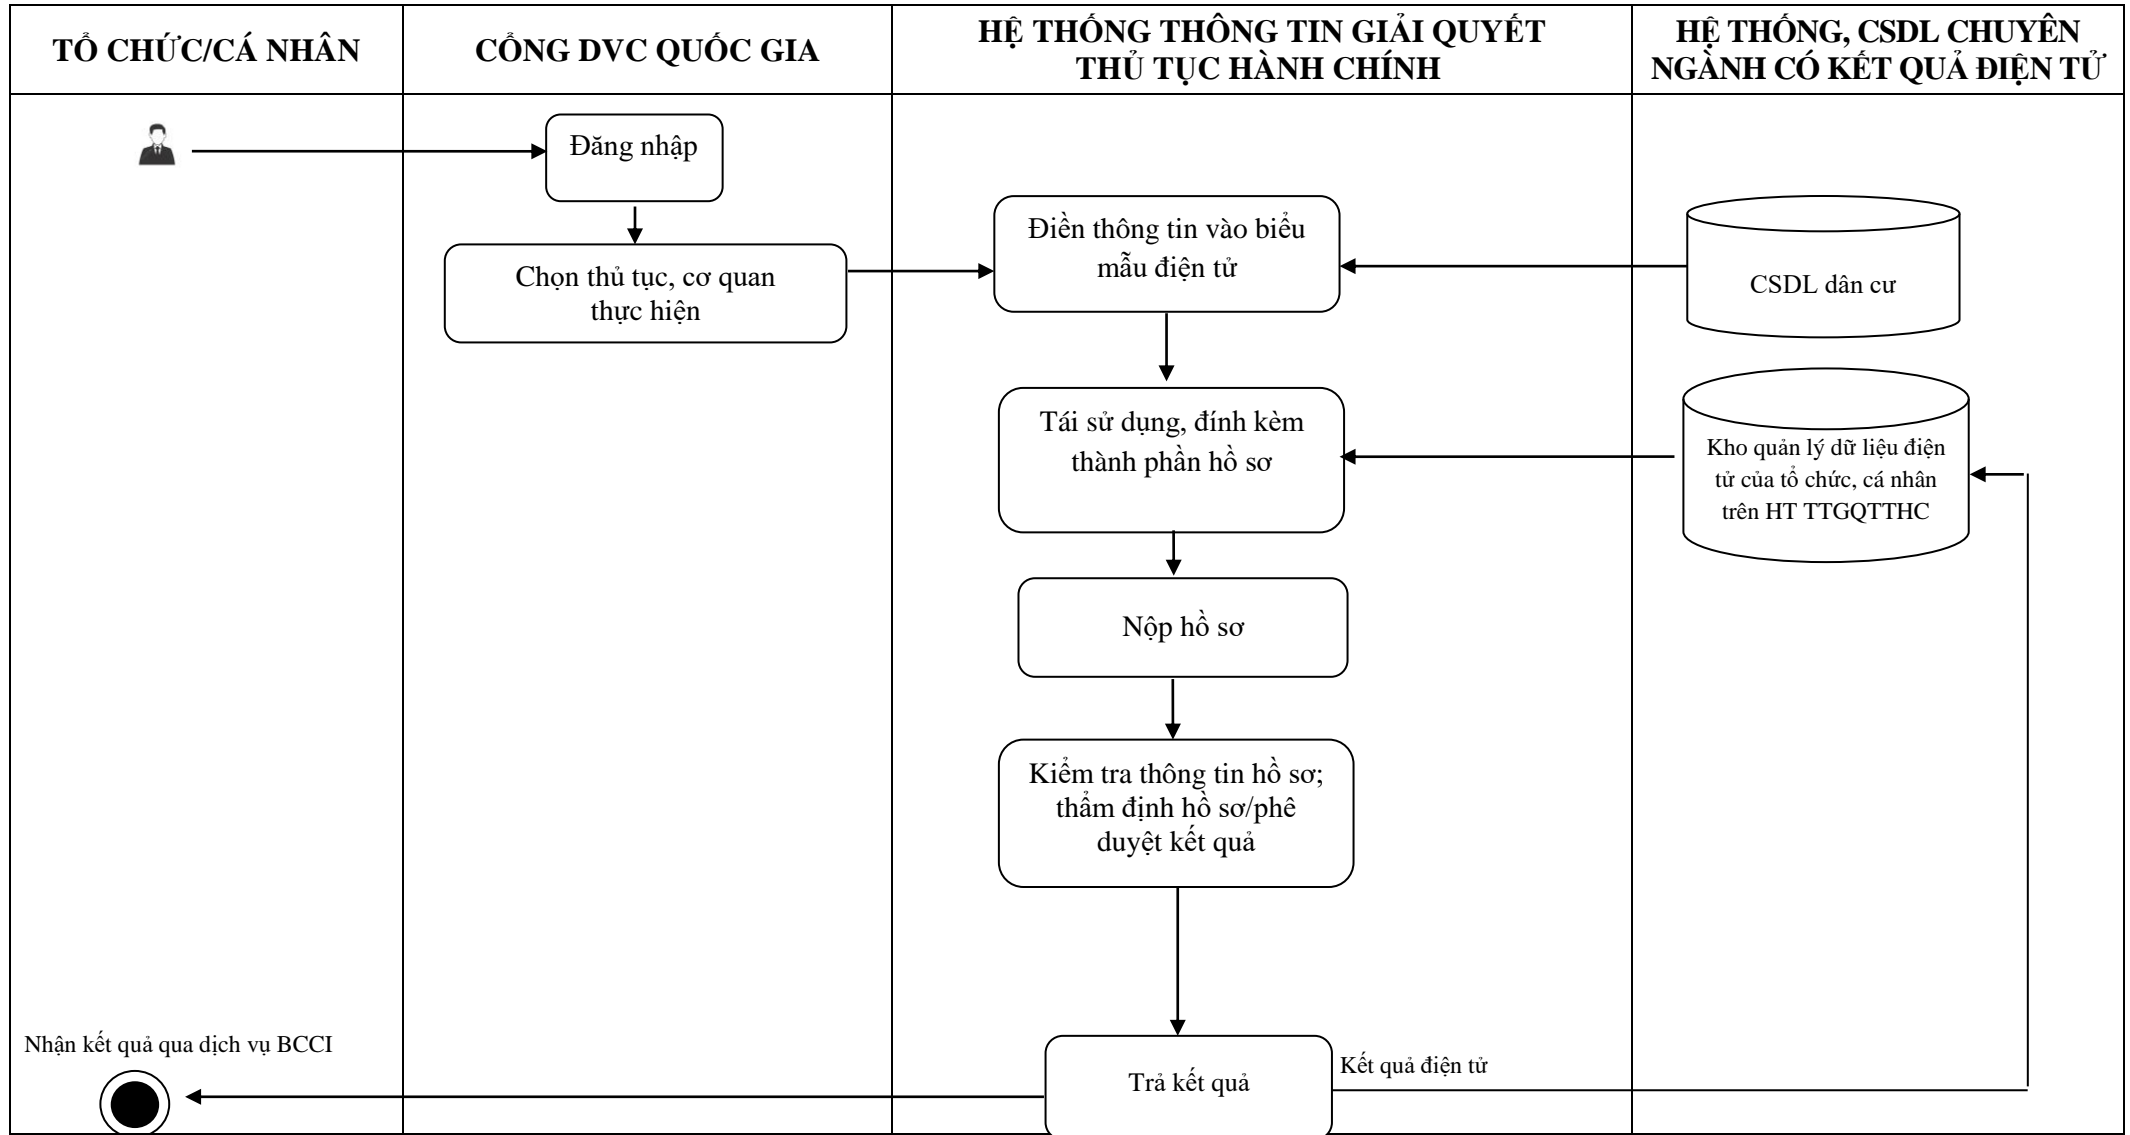 TỔ CHỨC/CÁ NHÂN
CỔNG DVC QUỐC GIA
HỆ THỐNG THÔNG TIN GIẢI QUYẾT
THỦ TỤC HÀNH CHÍNH
HỆ THỐNG, CSDL CHUYÊN
NGÀNH CÓ KẾT QUẢ ĐIỆN TỬ
Đăng nhập
Chọn thủ tục, cơ quan
thực hiện
Điền thông tin vào biểu
mẫu điện tử
CSDL dân cư
Tái sử dụng, đính kèm
thành phần hồ sơ
Kho quản lý dữ liệu điện
tử của tổ chức, cá nhân
trên HT TTGQTTHC
Nộp hồ sơ
Kiểm tra thông tin hồ sơ;
thẩm định hồ sơ/phê
duyệt kết quả
Nhận kết quả qua dịch vụ BCCI
Trả kết quả
Kết quả điện tử